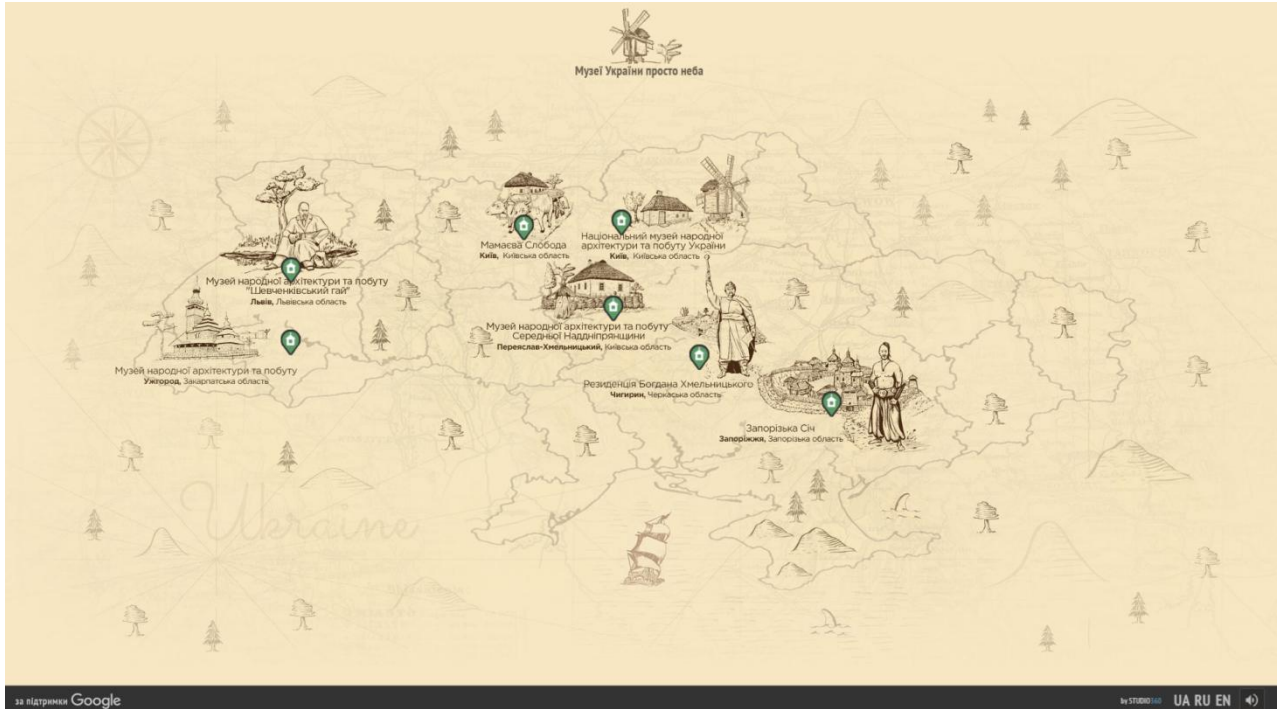 Музеї України просто неба
Мамаєва Слобода
Київ, Київська область
Національний музей народної
архітектури та побуту України
Київ, Київська область
Музей народної архітектури та побуту
"Шевченківський гай"
Львів, Львівська область
Музей народної архітектури та побуту
Середньої Наддніпрянщини
Переяслав-Хмельницький, Київська область
Музей народної архітектури та побуту
Ужгород, Закарпатська область
Резиденція Богдана Хмельницького
Чигирин, Черкаська область
Запорізька Січ
Запоріжжя, Запорізька область
Ukraine
за підтримки Google
by STUDIO360 UA RU EN